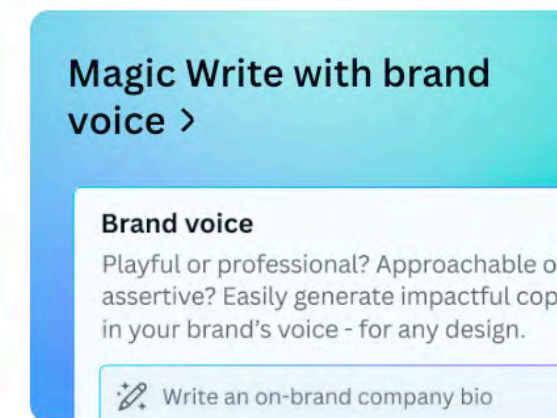 Magic Write with brand
voice >
Brand voice
Playful or professional? Approachable o
assertive? Easily generate impactful cop
in your brand's voice - for any design.
Write an on-brand company bio